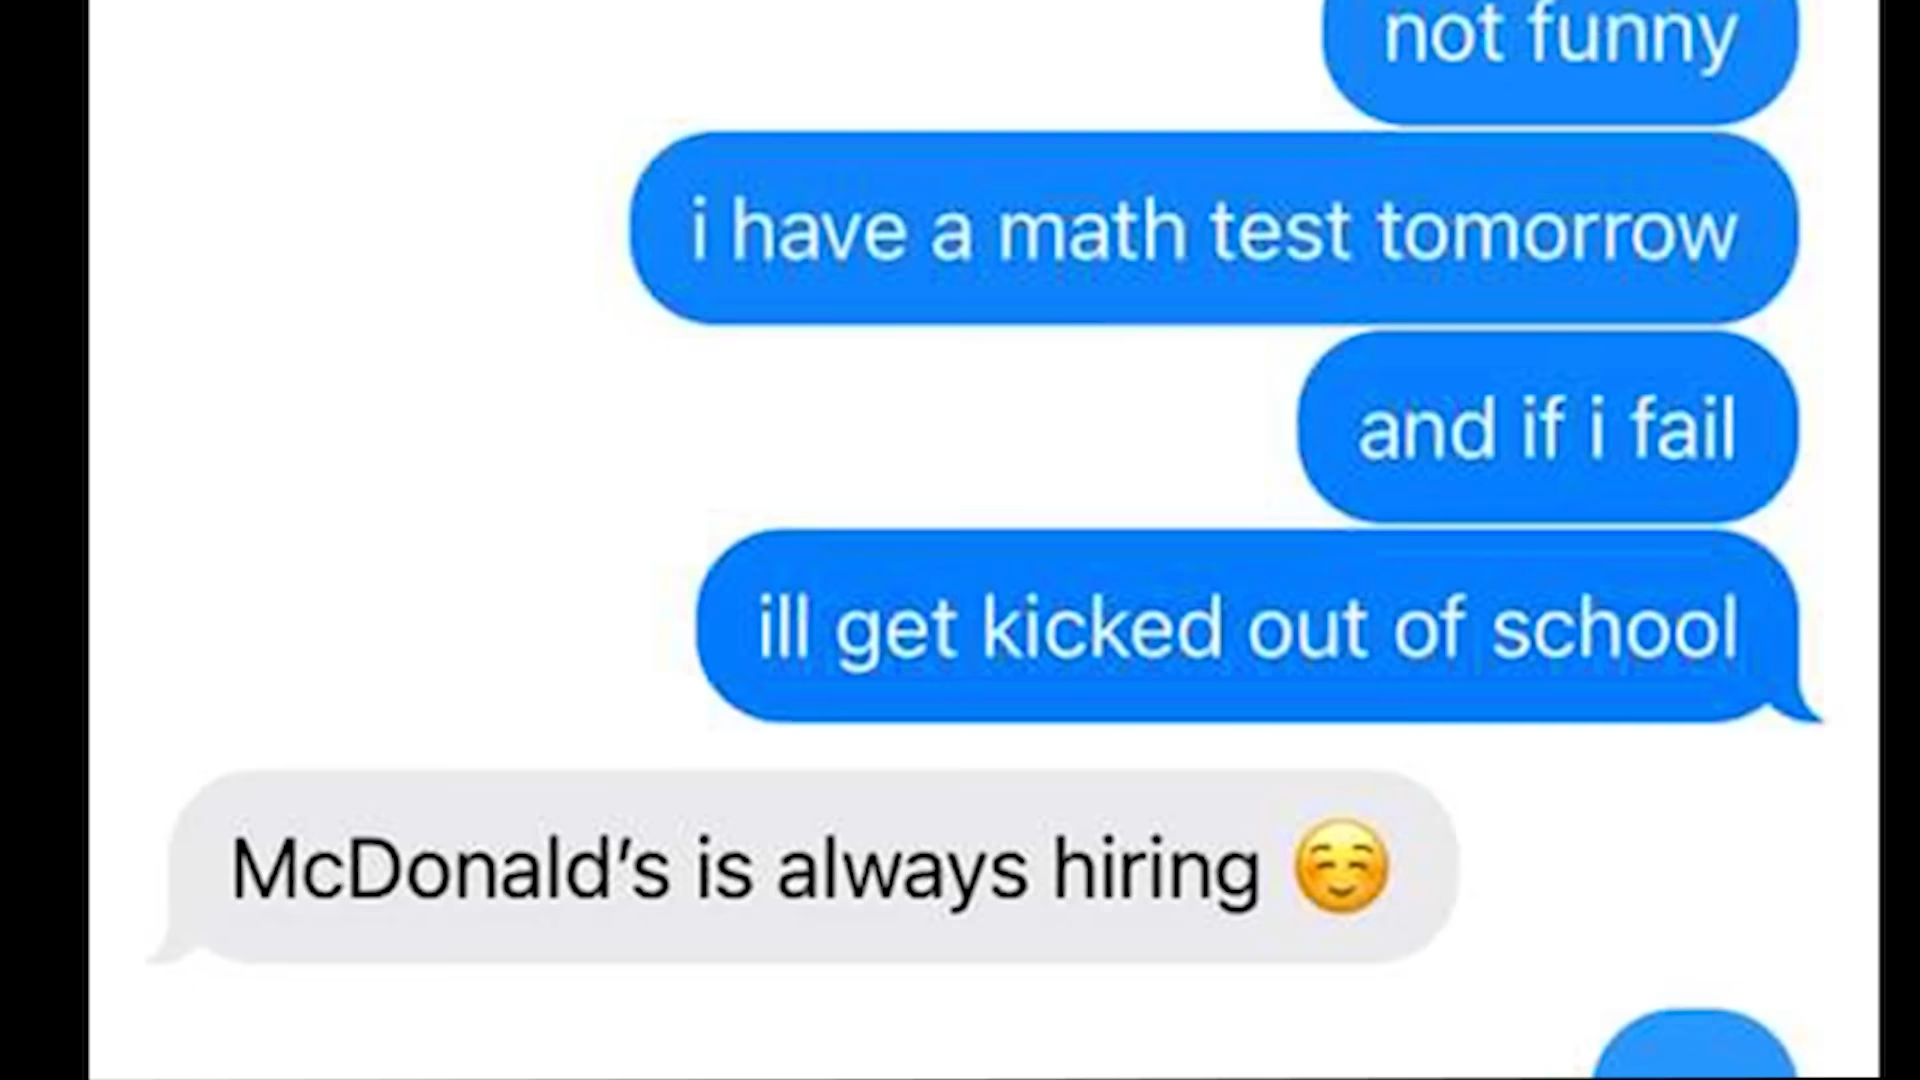 not funny
i have a math test tomorrow
and if i fail
ill get kicked out of school
McDonald's is always hiring ☺️